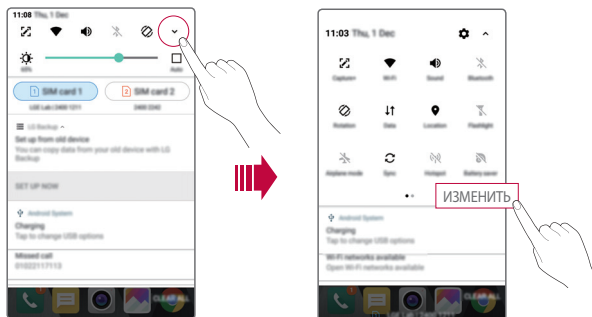 11:08 Thu, 1 Dec
Auto
1 SIM card 1
2 SIM card 2
LG Backup
Set up from old device
You can copy data from your old device with LG
Backup
SET UP NOW
Android System
Charging
Tap to change USB options
Missed call
01022117113
CLEAR ALL
11:03 Thu, 1 Dec
Capture+ Wi-Fi Sound Bluetooth
Rotation Data Location Flashlight
Airplane mode Sync Hotspot Battery saver
ИЗМЕНИТЬ
Android System
Charging
Tap to change USB options
Wi-Fi networks available
Open Wi-Fi networks available
CLEAR ALL